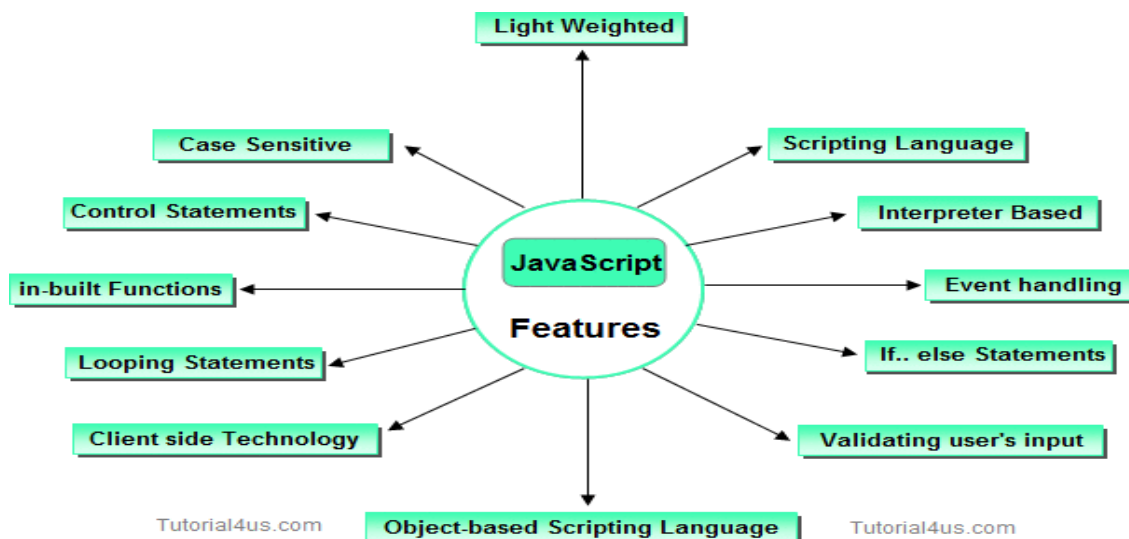 Light Weighted
Case Sensitive
Scripting Language
Control Statements
Interpreter Based
JavaScript
in-built Functions
Event handling
Features
Looping Statements
If.. else Statements
Client side Technology
Validating user's input
Tutorial4us.com
Object-based Scripting Language
Tutorial4us.com